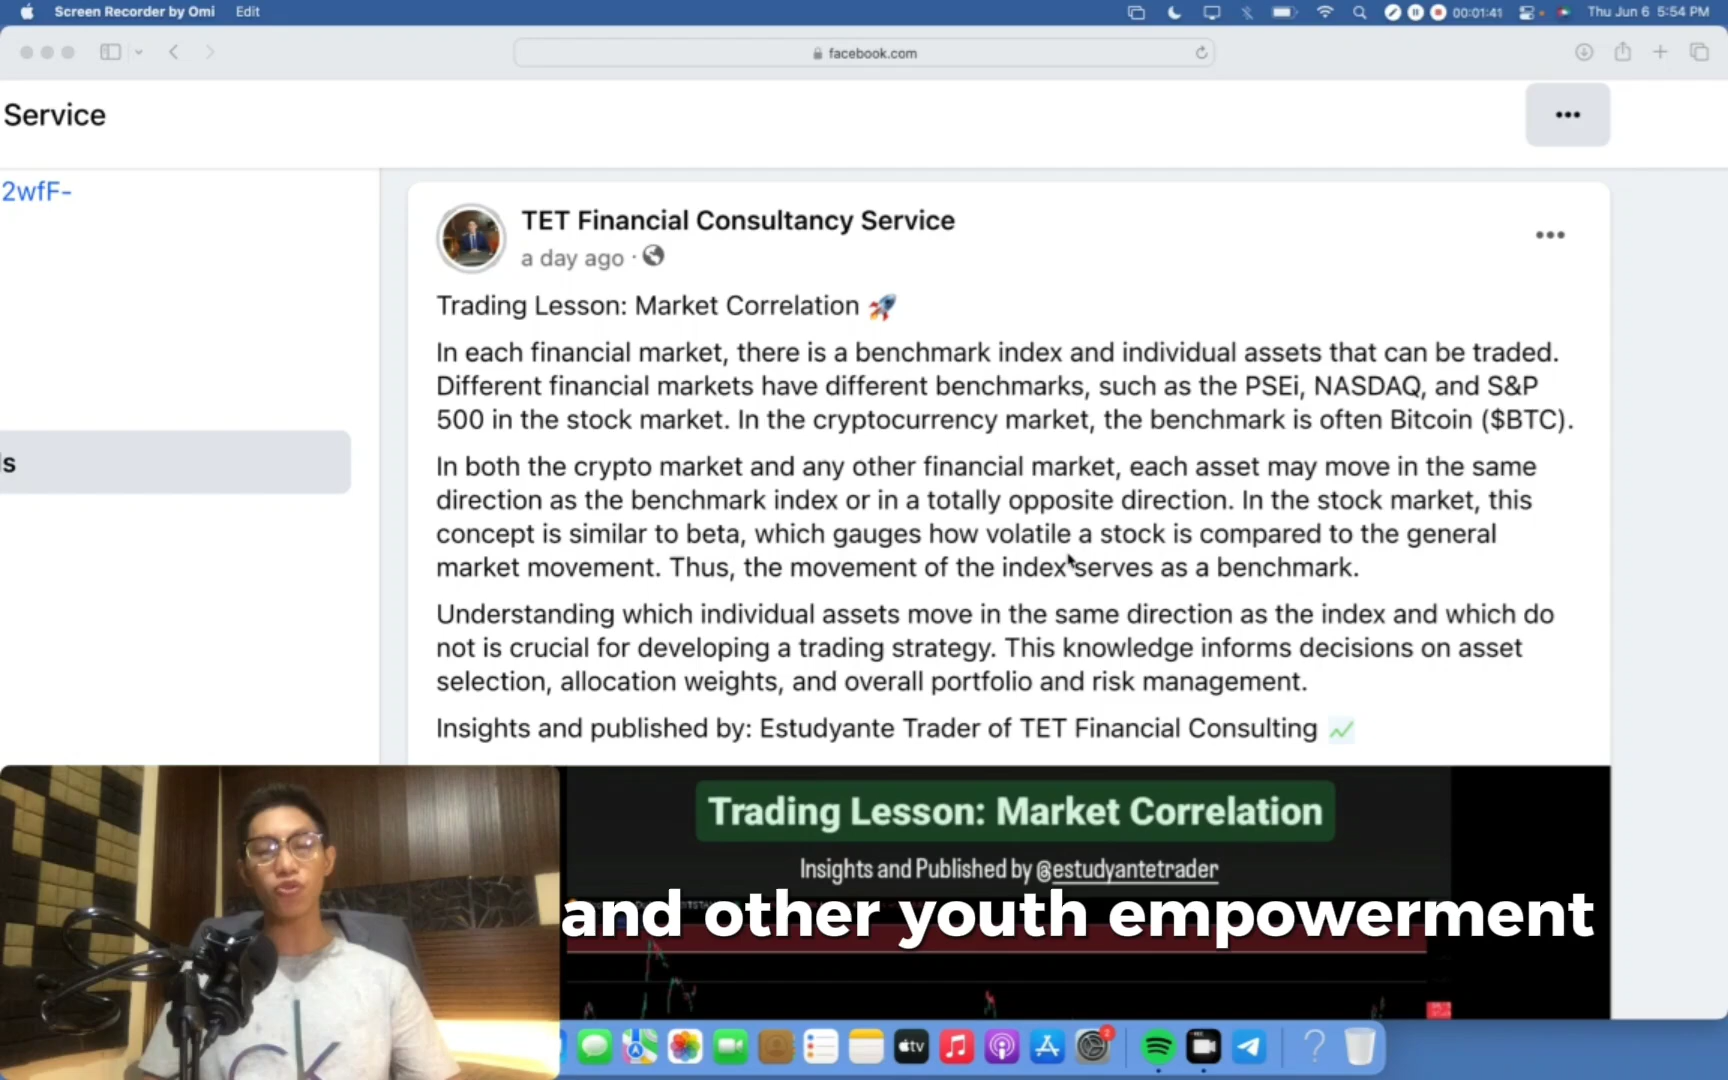 Screen Recorder by Omi Edit 00:01:41 Thu Jun 6 5:54 PM
facebook.com
Service
2wfF-
TET Financial Consultancy Service
a day ago ·
Trading Lesson: Market Correlation 🚀
In each financial market, there is a benchmark index and individual assets that can be traded.
Different financial markets have different benchmarks, such as the PSEi, NASDAQ, and S&P
500 in the stock market. In the cryptocurrency market, the benchmark is often Bitcoin ($BTC).
In both the crypto market and any other financial market, each asset may move in the same
ls
direction as the benchmark index or in a totally opposite direction. In the stock market, this
concept is similar to beta, which gauges how volatile a stock is compared to the general
market movement. Thus, the movement of the index serves as a benchmark.
Understanding which individual assets move in the same direction as the index and which do
not is crucial for developing a trading strategy. This knowledge informs decisions on asset
selection, allocation weights, and overall portfolio and risk management.
Insights and published by: Estudyante Trader of TET Financial Consulting 📈
Trading Lesson: Market Correlation
Insights and Published by @estudyantetrader
and other youth empowerment
tv
2